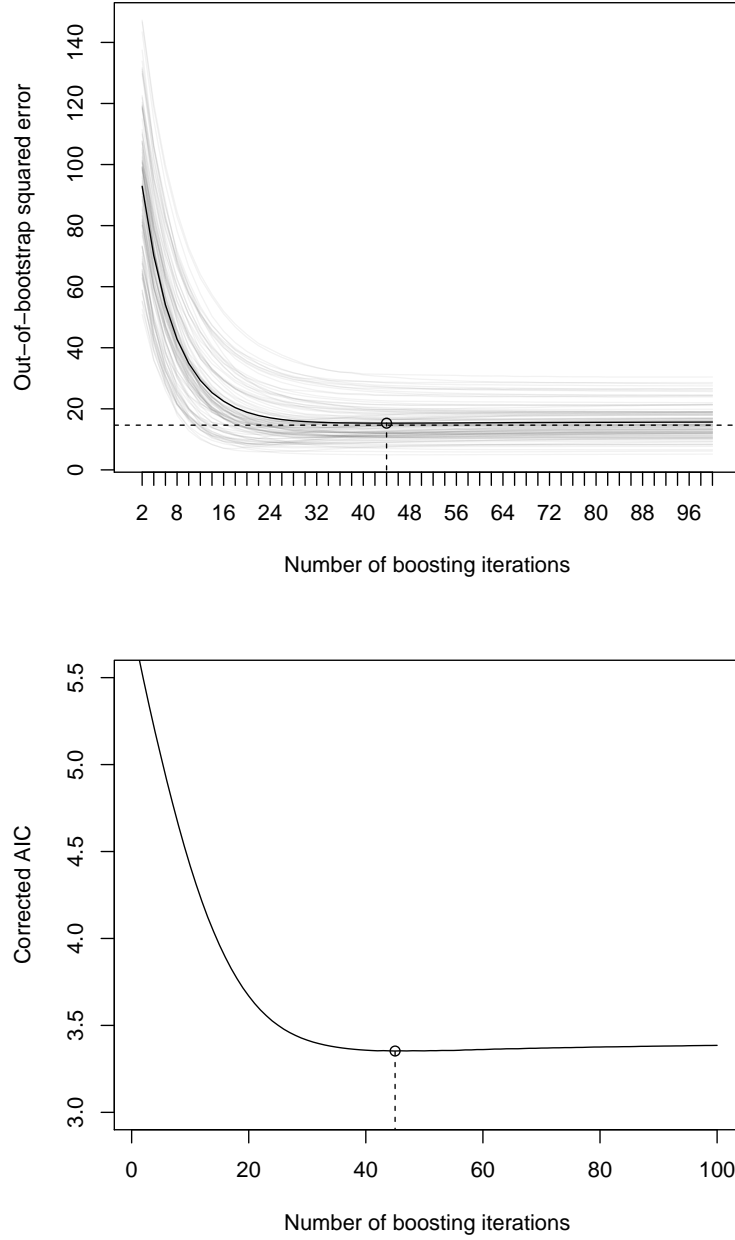 Out−of−bootstrap squared error
140
120
100
80
60
40
20
0
2 8 16 24 32 40 48 56 64 72 80 88 96
Number of boosting iterations
Corrected AIC
5.5
5.0
4.5
4.0
3.5
3.0
0 20 40 60 80 100
Number of boosting iterations